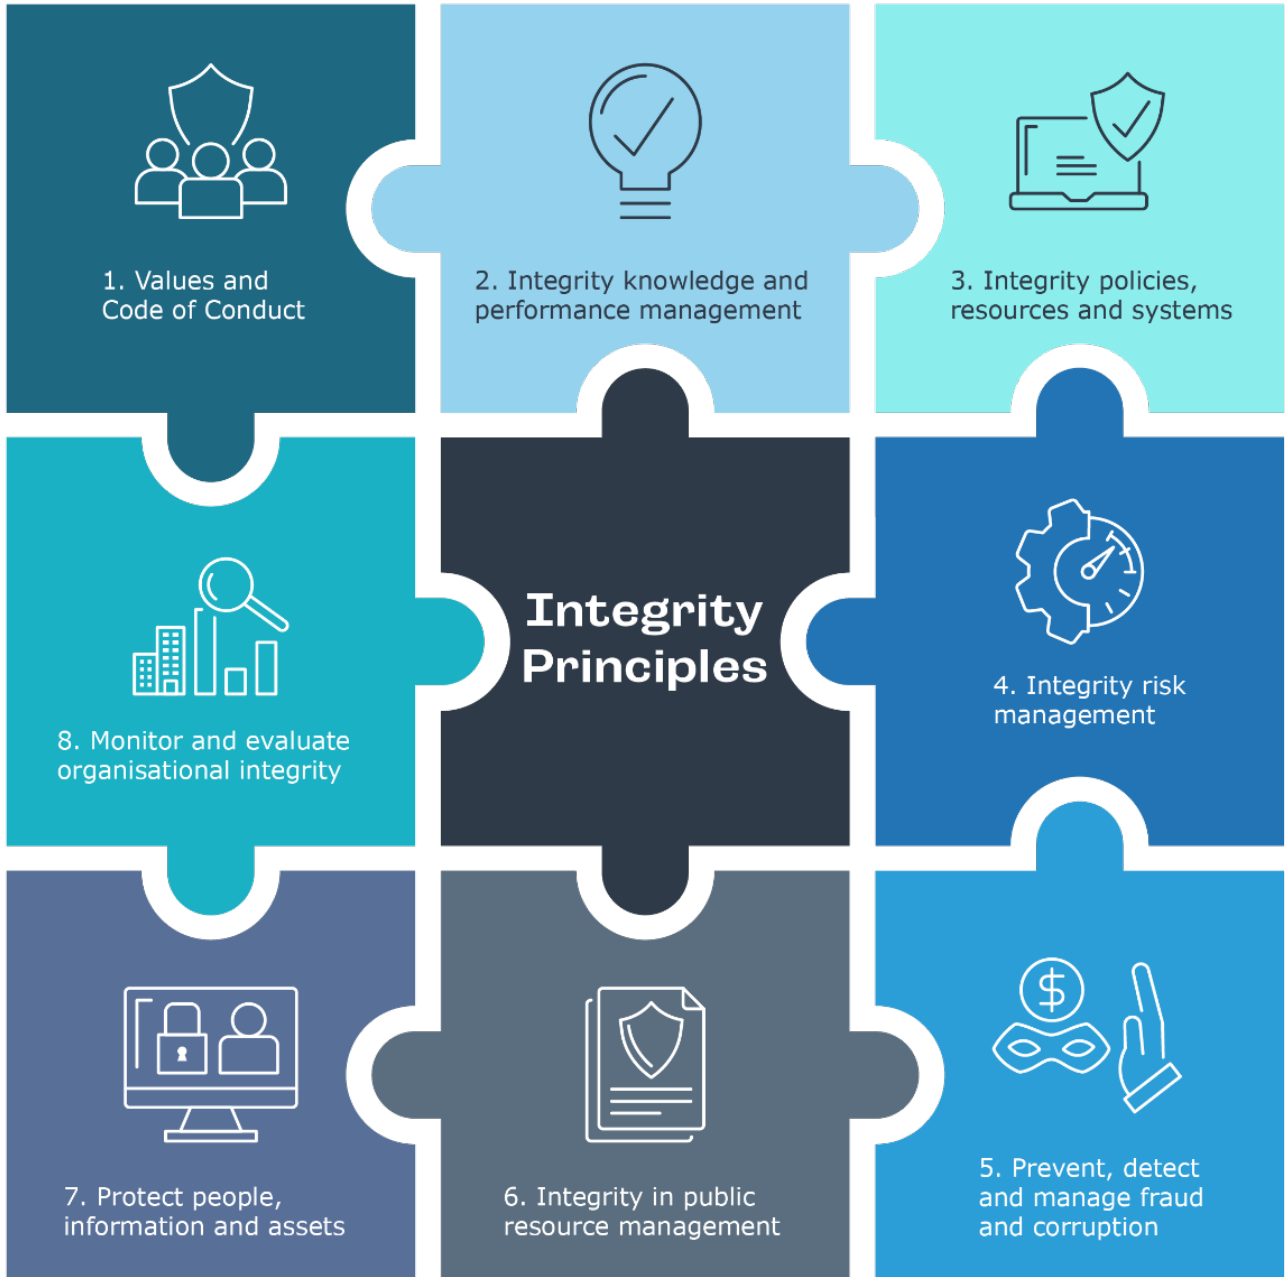 1. Values and
Code of Conduct
2. Integrity knowledge and
performance management
3. Integrity policies,
resources and systems
8. Monitor and evaluate
organisational integrity
Integrity
Principles
4. Integrity risk
management
7. Protect people,
information and assets
6. Integrity in public
resource management
$
5. Prevent, detect
and manage fraud
and corruption